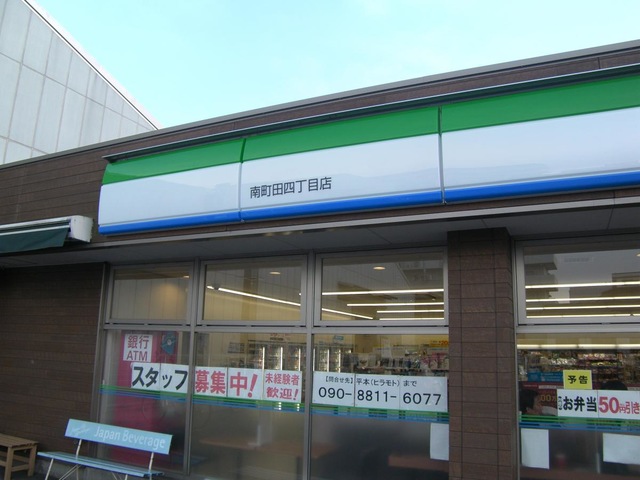 南町田四丁目店
銀行
ATM
スタッフ募集中!
未経験者
歓迎!
【問合せ先】平本(ヒラモト)まで
090-8811-6077
予告
お弁当50円引き
Japan Beverage